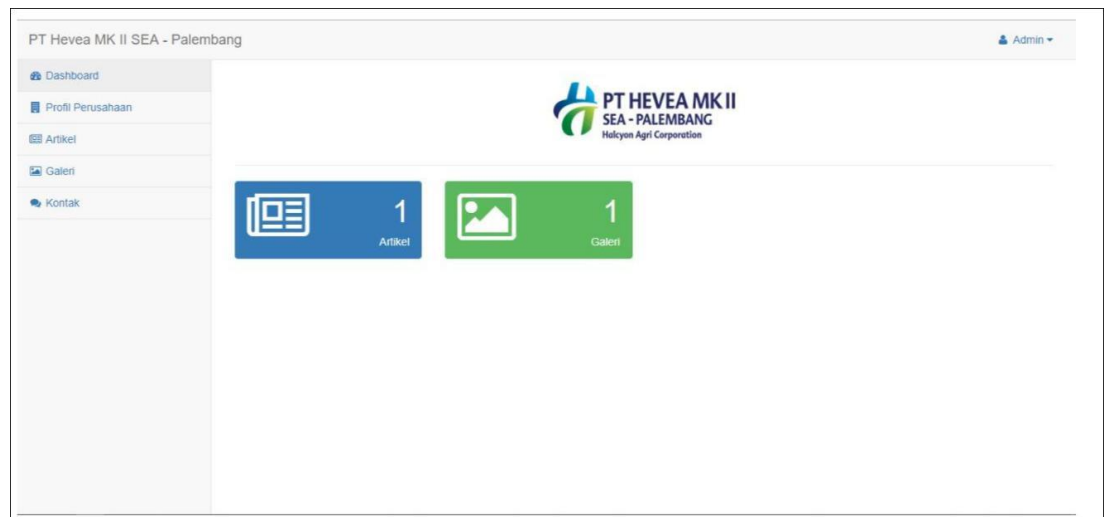 PT Hevea MK II SEA - Palembang
Admin
Dashboard
Profil Perusahaan
Artikel
Galeri
Kontak
PT HEVEA MK II
SEA - PALEMBANG
Halcyon Agri Corporation
1
Artikel
1
Galeri